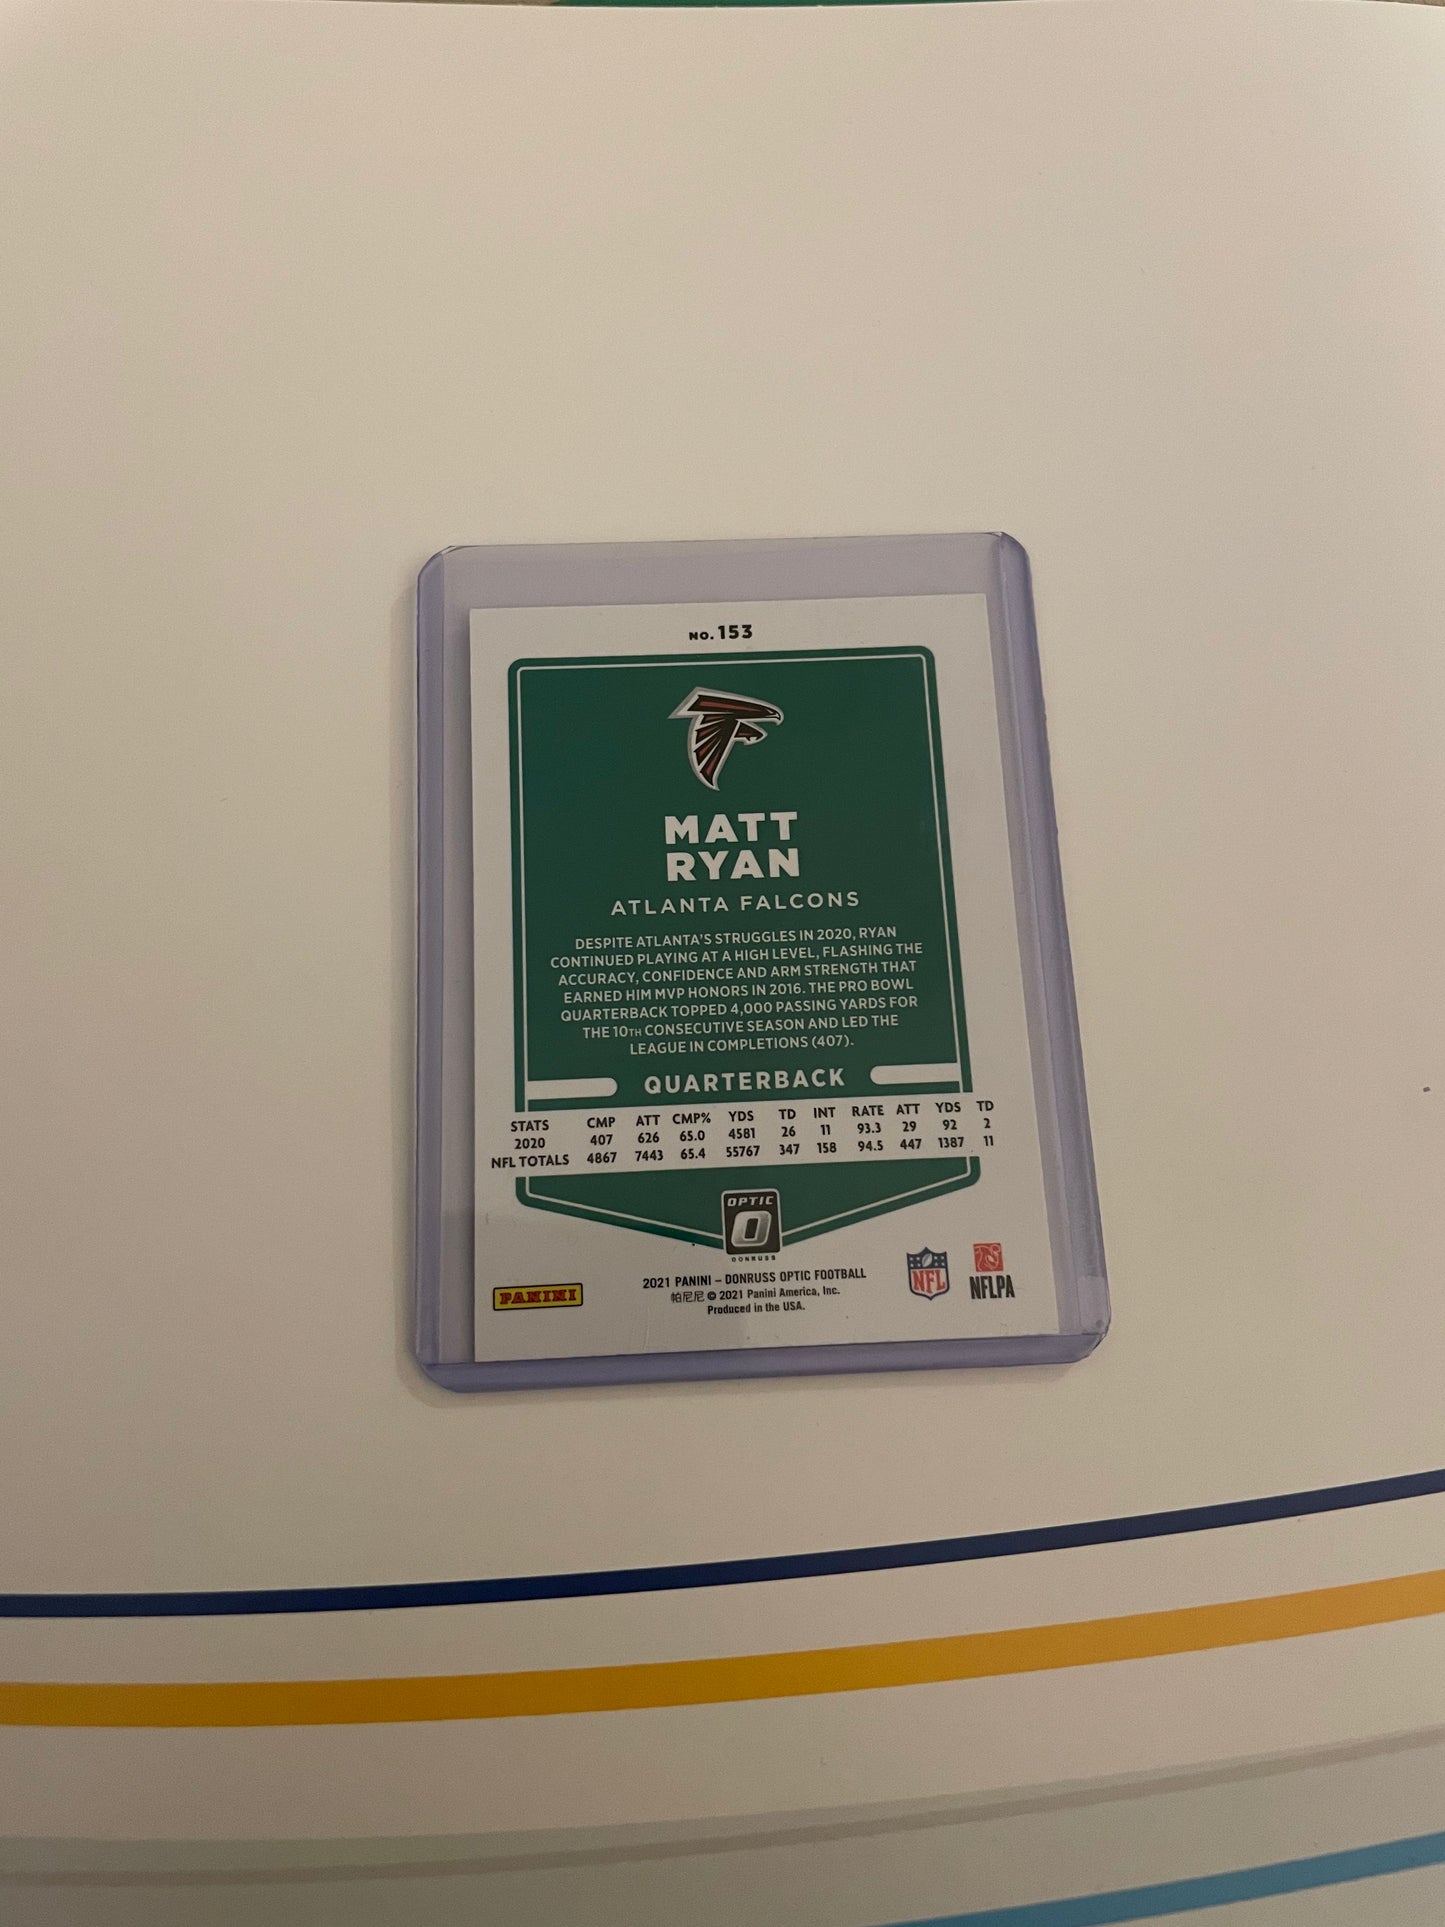 NO. 153
MATT
RYAN
ATLANTA FALCONS
DESPITE ATLANTA'S STRUGGLES IN 2020, RYAN
CONTINUED PLAYING AT A HIGH LEVEL, FLASHING THE
ACCURACY, CONFIDENCE AND ARM STRENGTH THAT
EARNED HIM MVP HONORS IN 2016. THE PRO BOWL
QUARTERBACK TOPPED 4,000 PASSING YARDS FOR
THE 10TH CONSECUTIVE SEASON AND LED THE
LEAGUE IN COMPLETIONS (407).
QUARTERBACK
STATS CMP ATT CMP% YDS TD INT RATE ATT YDS TD
2020 407 626 65.0 4581 26 11 93.3 29 92 2
NFL TOTALS 4867 7443 65.4 55767 347 158 94.5 447 1387 11
OPTIC
O
DONRUSS
PANINI
2021 PANINI – DONRUSS OPTIC FOOTBALL
帕尼尼 © 2021 Panini America, Inc.
Produced in the USA.
NFL
NFLPA